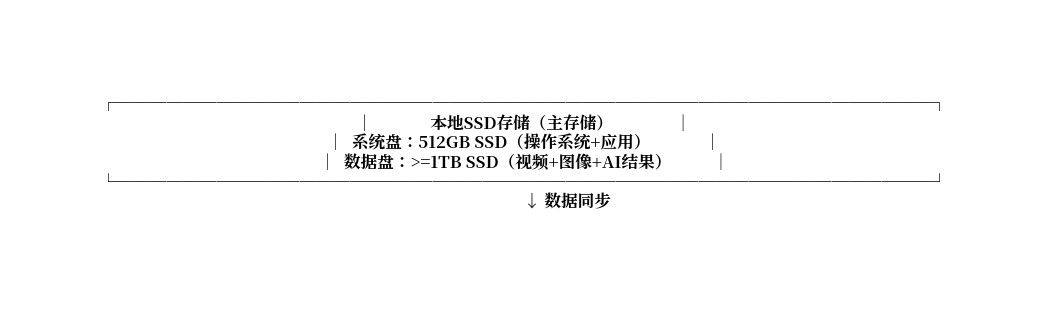 本地SSD存储（主存储）
系统盘：512GB SSD（操作系统+应用）
数据盘：>=1TB SSD（视频+图像+AI结果）
↓ 数据同步